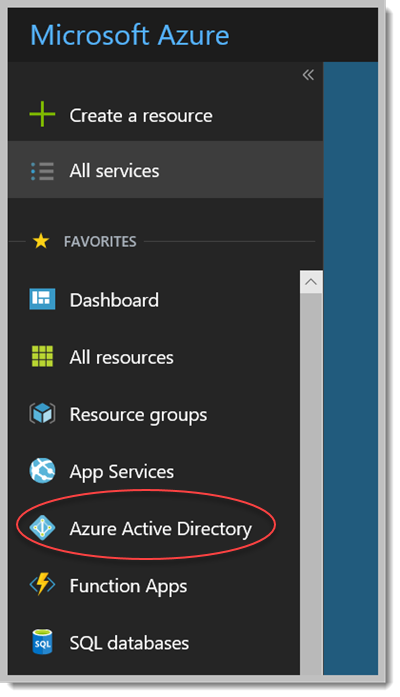 Microsoft Azure
«
Create a resource
All services
FAVORITES
Dashboard
All resources
Resource groups
App Services
Azure Active Directory
Function Apps
SQL SQL databases